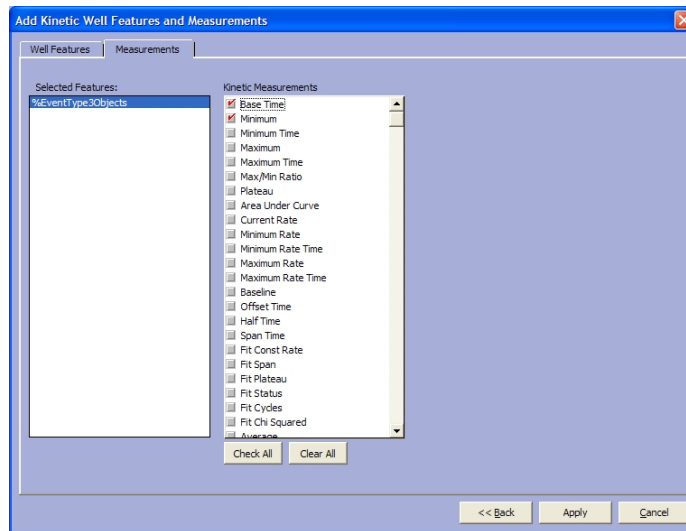 Add Kinetic Well Features and Measurements
Well Features
Measurements
Selected Features:
%EventType3Objects
Kinetic Measurements
Base Time
Minimum
Minimum Time
Maximum
Maximum Time
Max/Min Ratio
Plateau
Area Under Curve
Current Rate
Minimum Rate
Minimum Rate Time
Maximum Rate
Maximum Rate Time
Baseline
Offset Time
Half Time
Span Time
Fit Const Rate
Fit Span
Fit Plateau
Fit Status
Fit Cycles
Fit Chi Squared
Average
Check All
Clear All
<< Back
Apply
Cancel